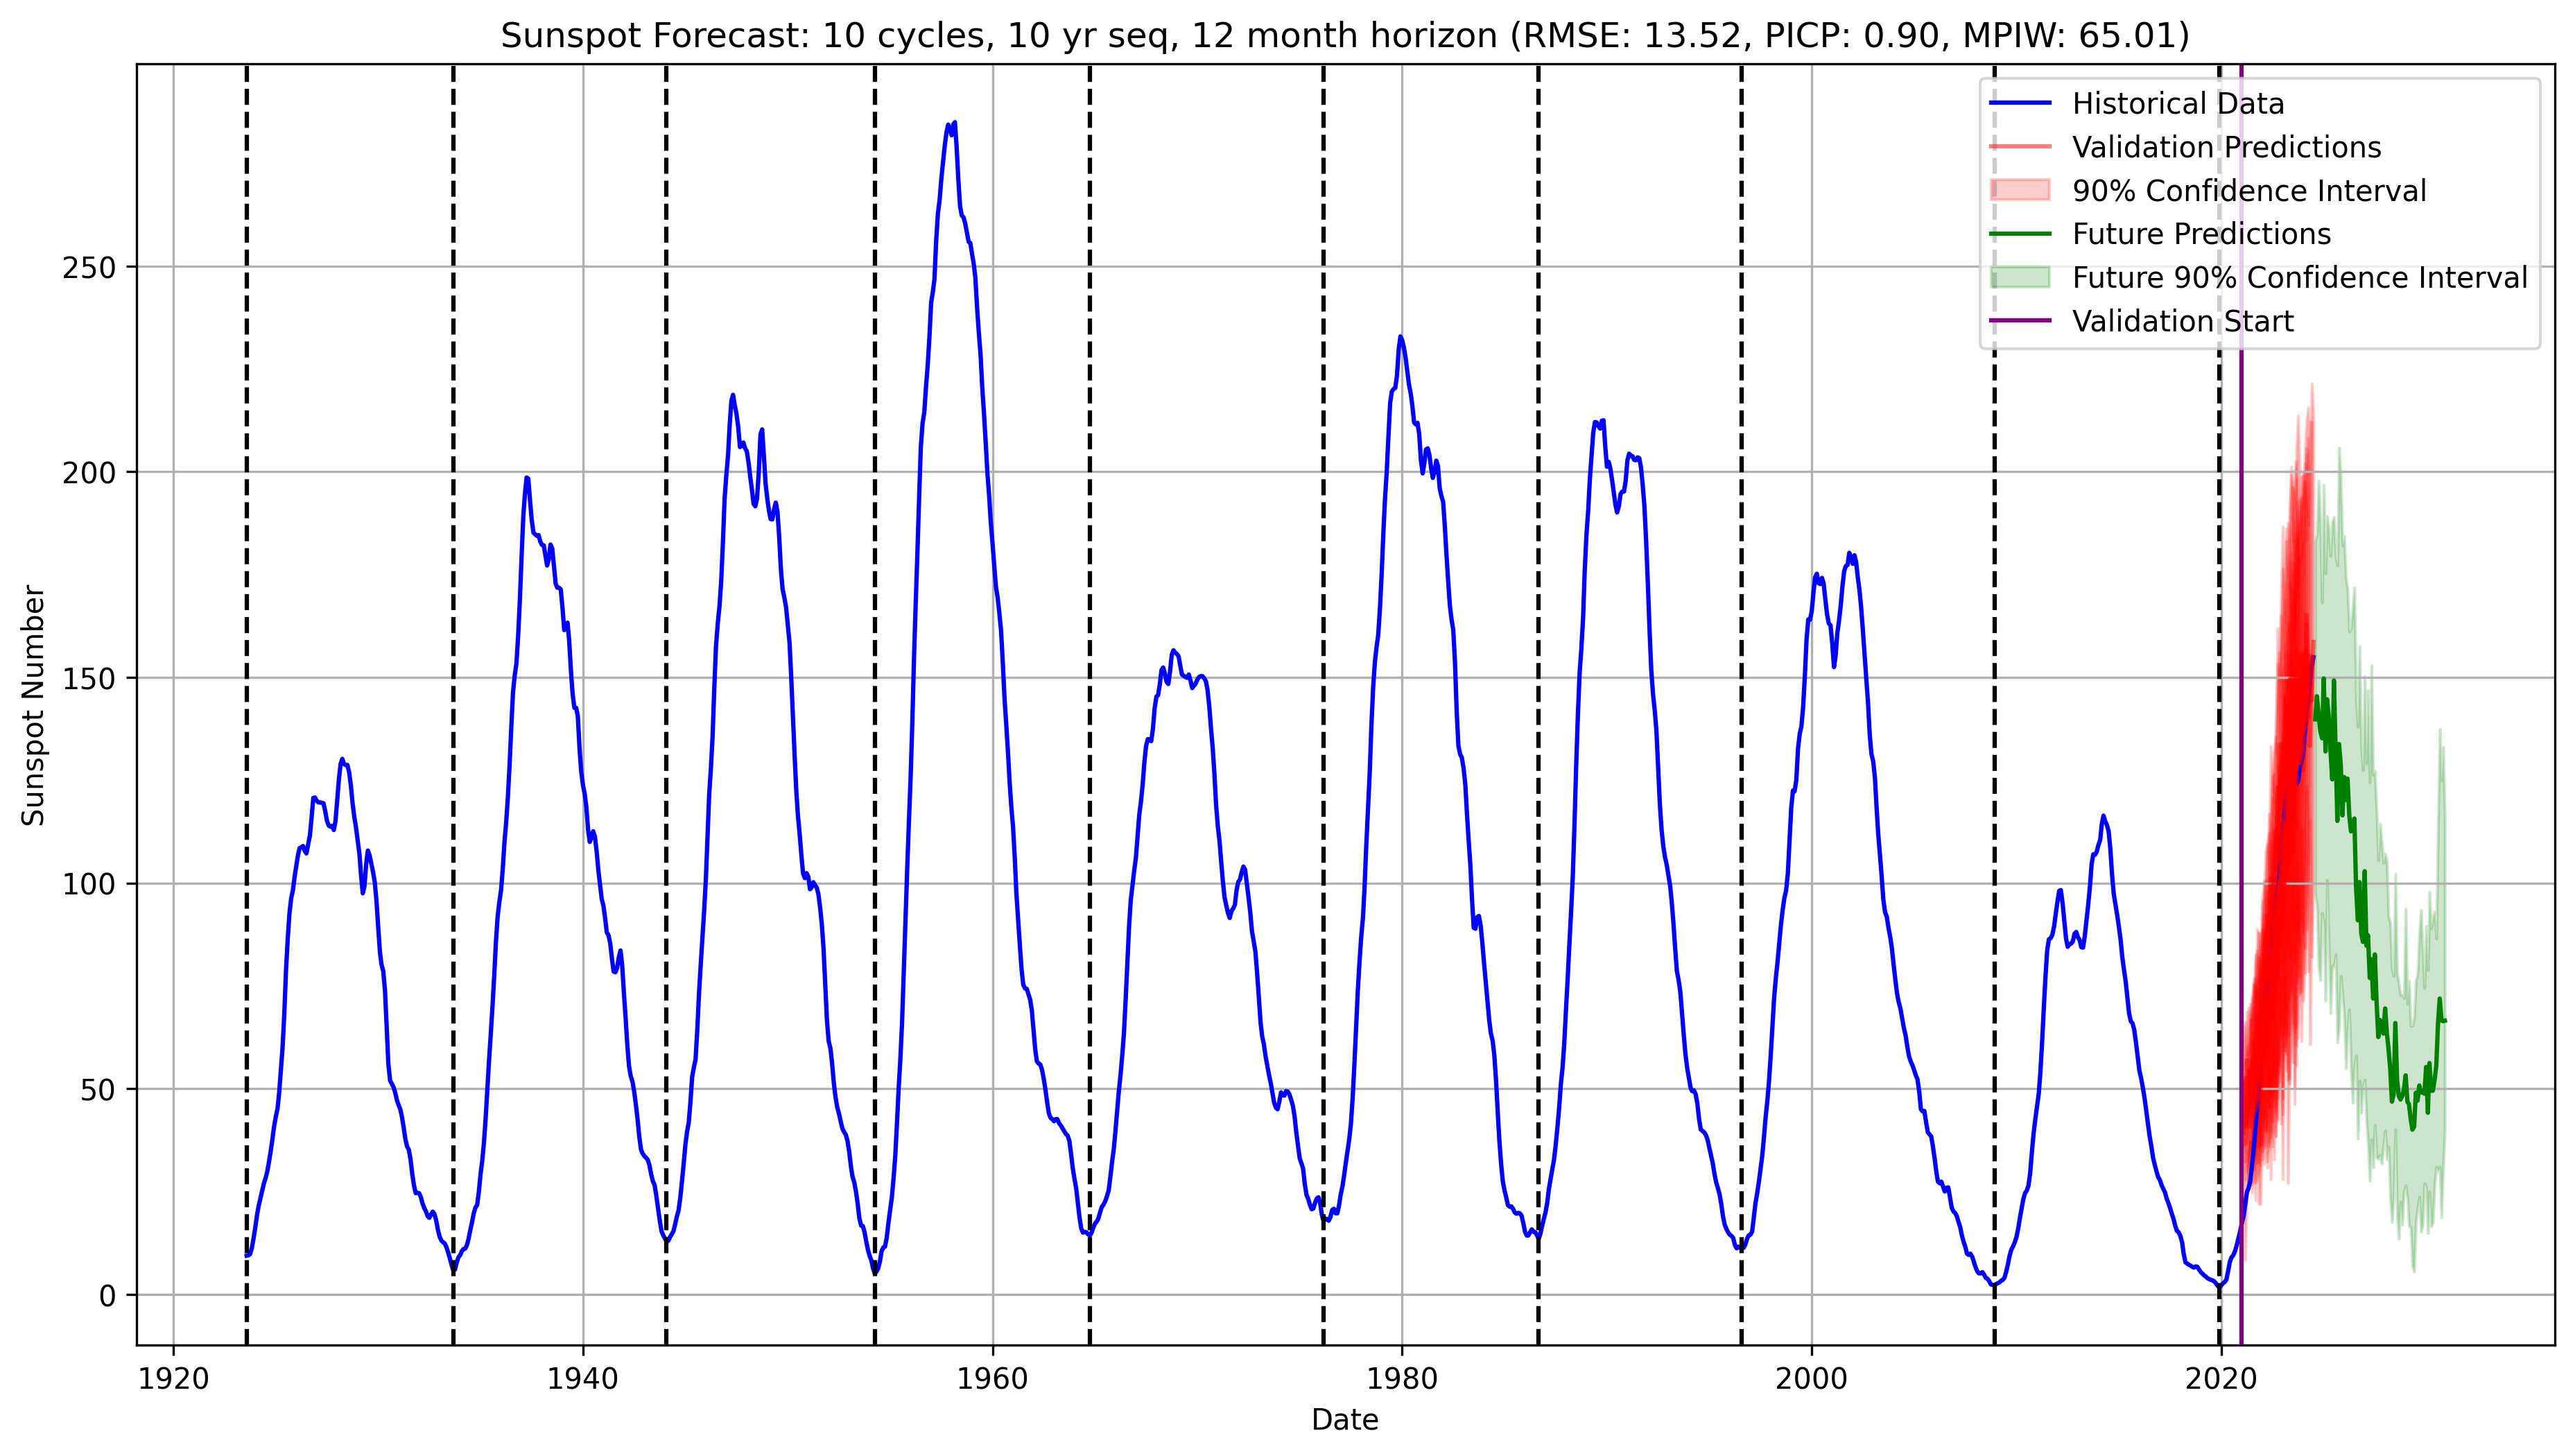 Sunspot Forecast: 10 cycles, 10 yr seq, 12 month horizon (RMSE: 13.52, PICP: 0.90, MPIW: 65.01)
Historical Data
Validation Predictions
90% Confidence Interval
Future Predictions
Future 90% Confidence Interval
Validation Start
Sunspot Number
250
200
150
100
50
0
1920 1940 1960 1980 2000 2020
Date